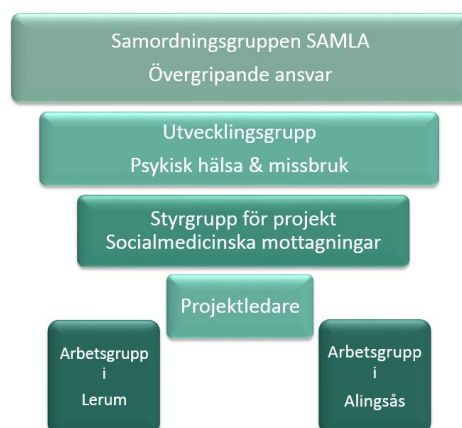 Samordningsgruppen SAMLA
Övergripande ansvar
Utvecklingsgrupp
Psykisk hälsa & missbruk
Styrgrupp för projekt
Socialmedicinska mottagningar
Projektledare
Arbetsgrupp
i
Lerum
Arbetsgrupp
i
Alingsås